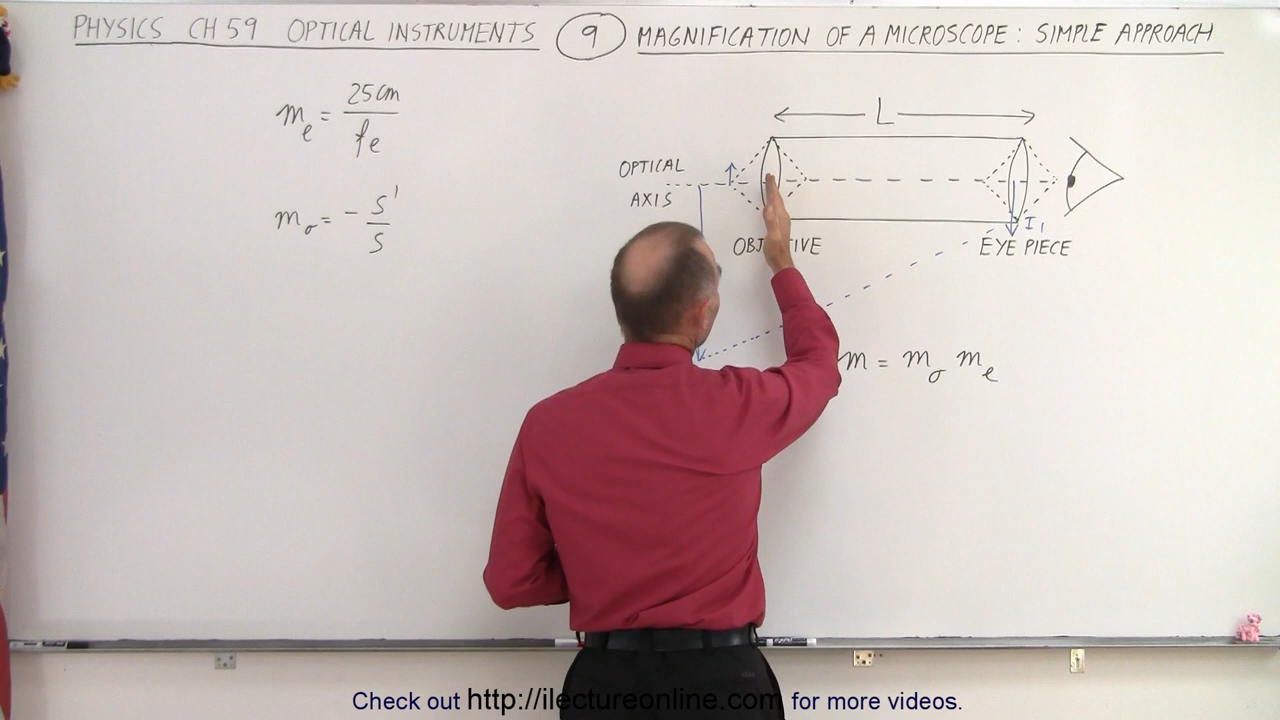 PHYSICS CH 59 OPTICAL INSTRUMENTS 9 MAGNIFICATION OF A MICROSCOPE: SIMPLE APPROACH
mₑ = 25cm / fₑ
mₒ = - s' / s
L
OPTICAL
AXIS
I₁
EYE PIECE
m = mₒ mₑ
Check out http://ilectureonline.com for more videos.